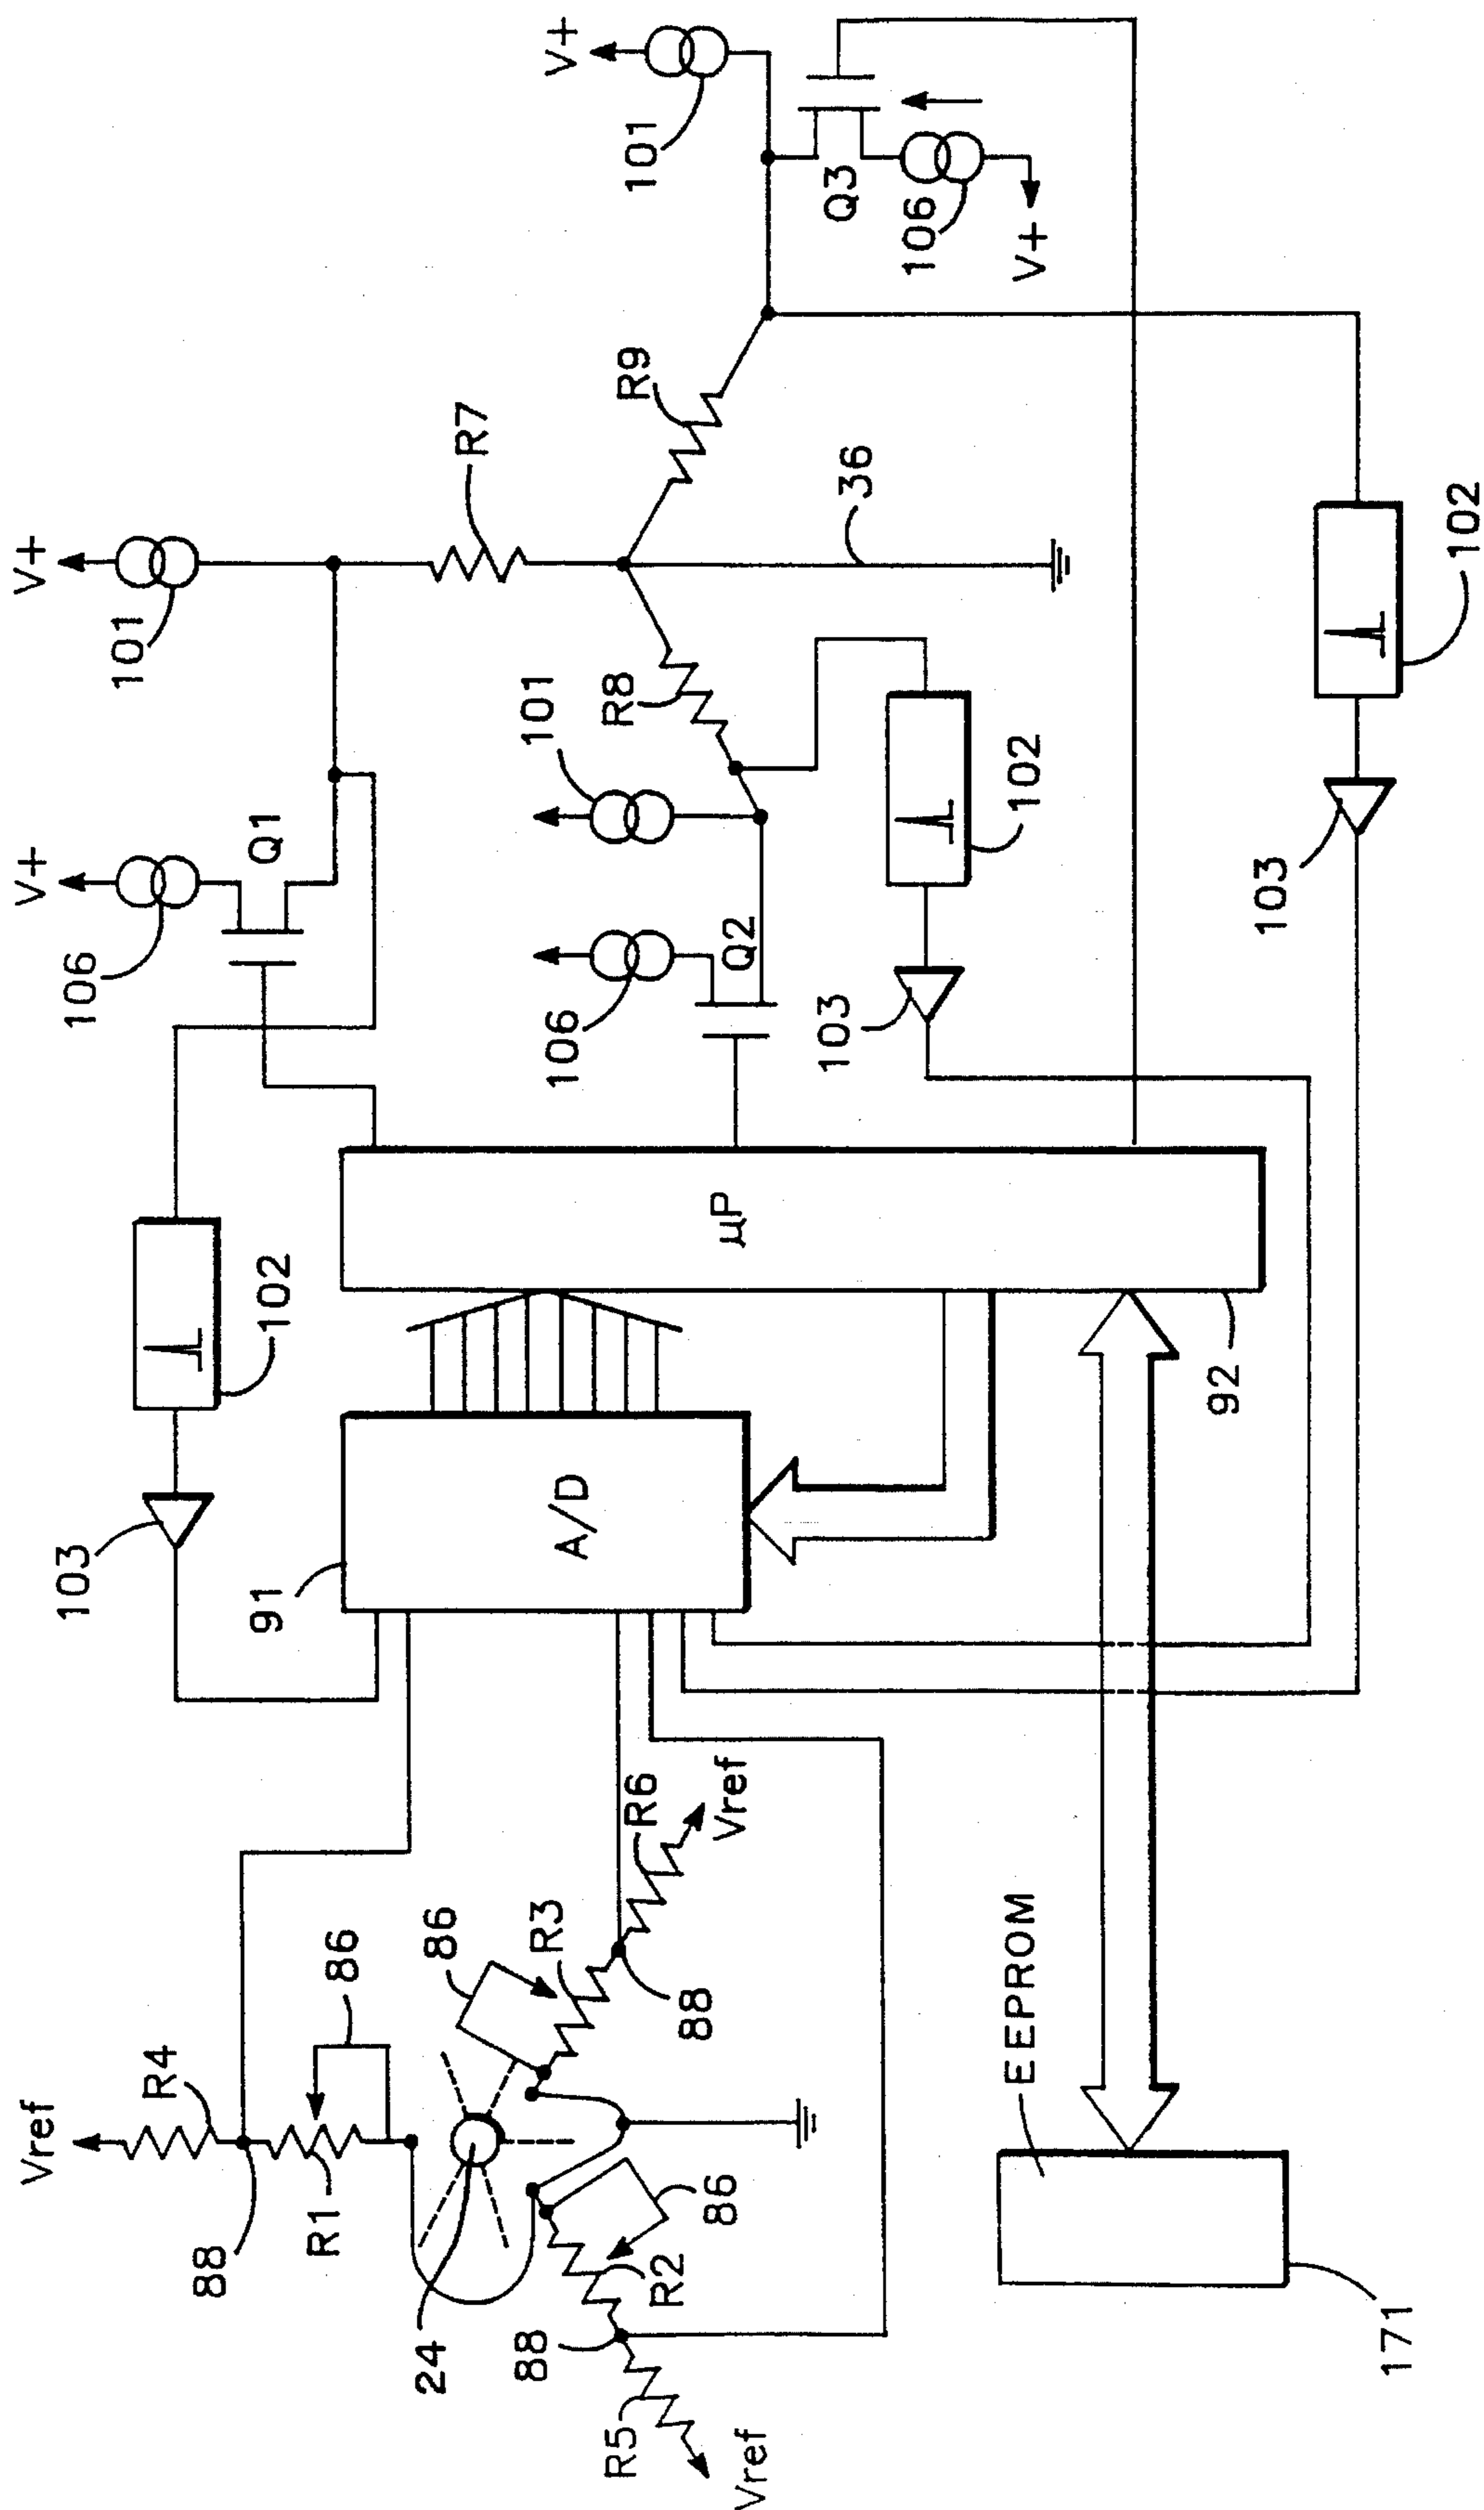 Vref
V+
V+
103
106
101
R4
88
91
102
Q1
R1
86
86
24
R7
88
R3
A/D
106
101
V+
R5
R2
R6
R8
R9
101
88
86
Vref
Vref
µP
Q2
103
36
Q3
106
EEPROM
102
V+
92
103
171
102